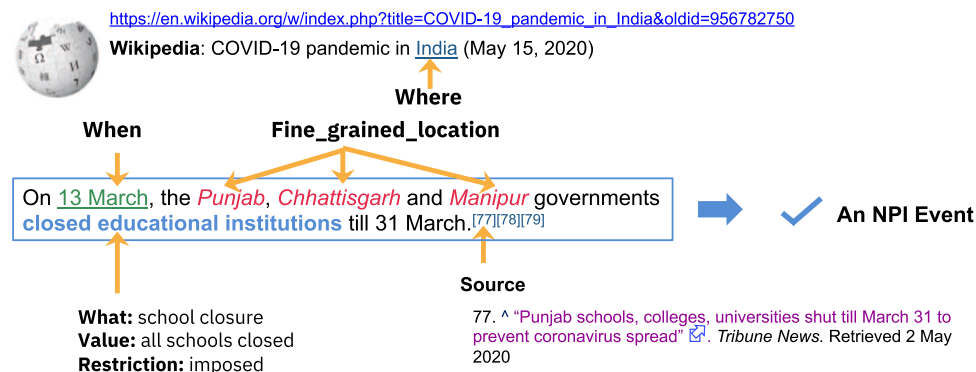 https://en.wikipedia.org/w/index.php?title=COVID-19_pandemic_in_India&oldid=956782750
Wikipedia: COVID-19 pandemic in India (May 15, 2020)
Where
When
Fine_grained_location
On 13 March, the Punjab, Chhattisgarh and Manipur governments
closed educational institutions till 31 March.[77][78][79]
An NPI Event
Source
What: school closure
Value: all schools closed
Restriction: imposed
77. ^ “Punjab schools, colleges, universities shut till March 31 to
prevent coronavirus spread” . Tribune News. Retrieved 2 May
2020